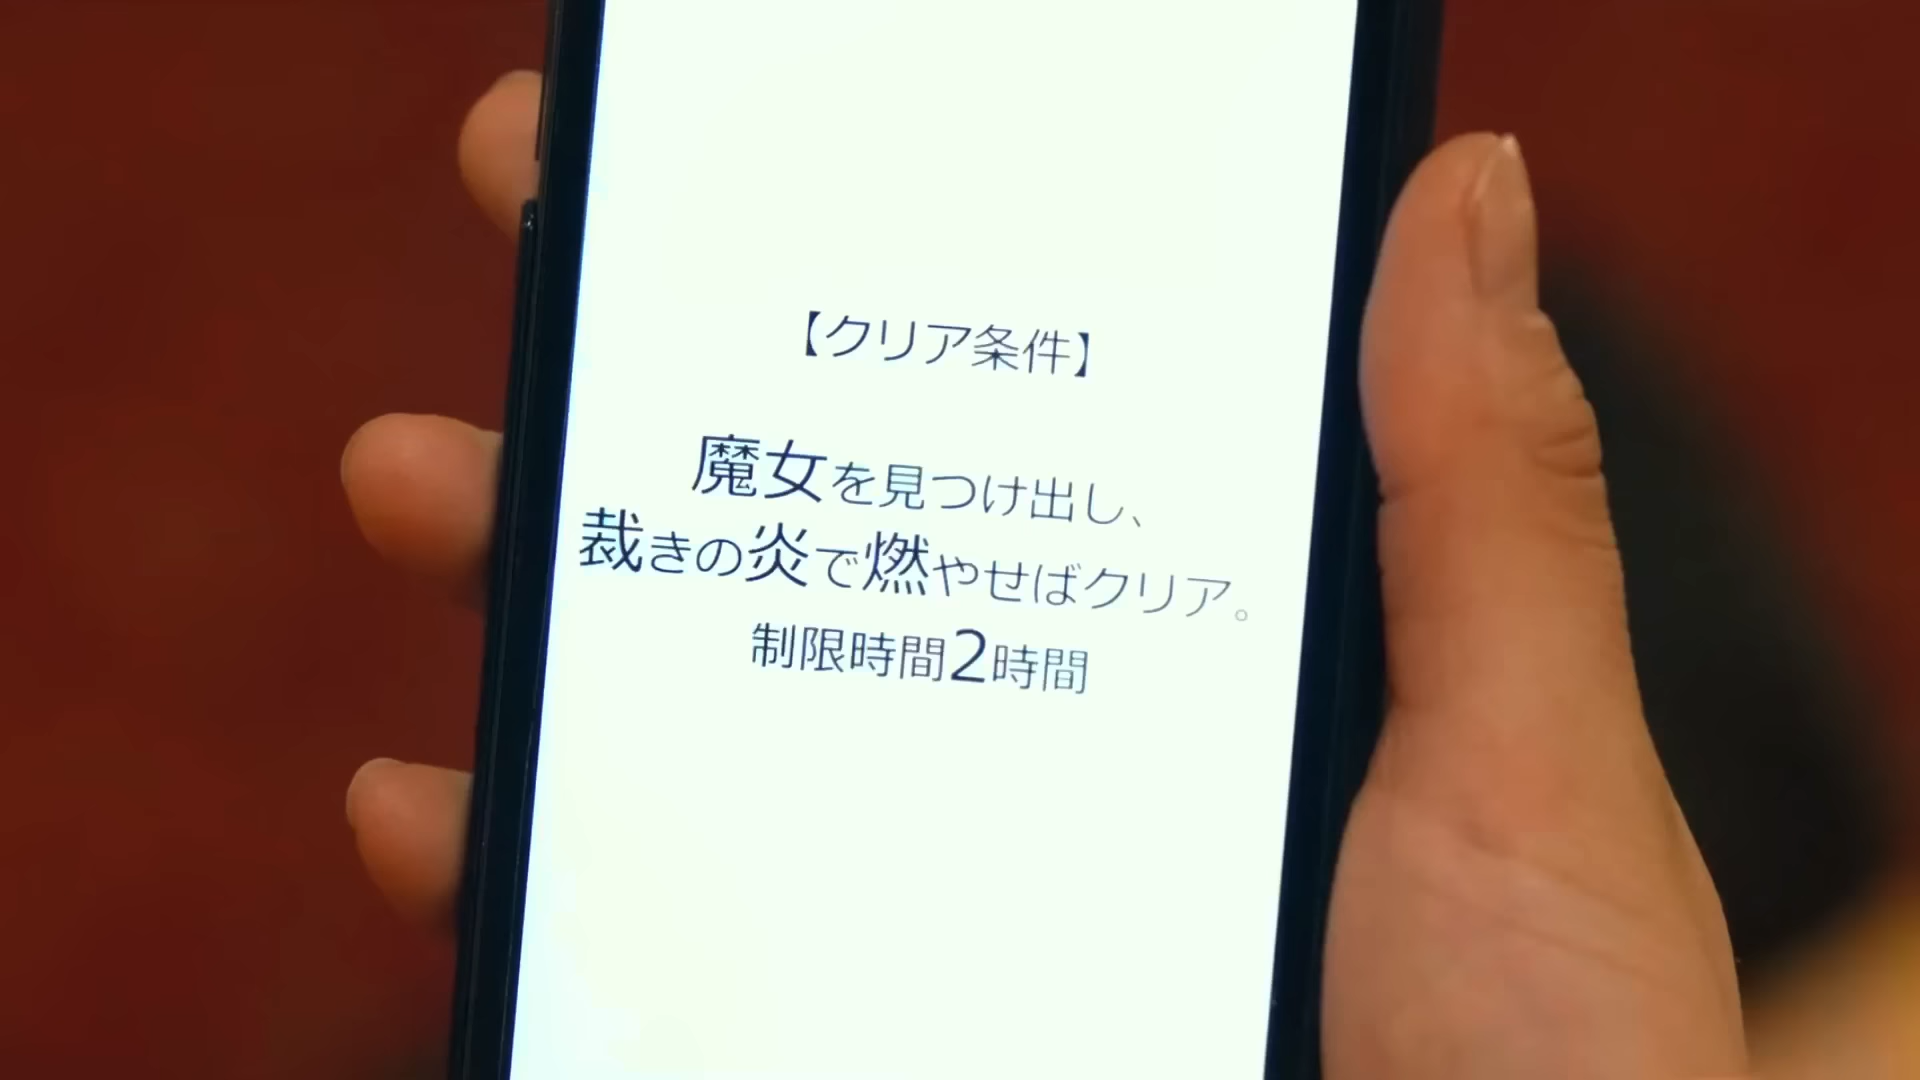 【クリア条件】
魔女を見つけ出し、
裁きの炎で燃やせばクリア。
制限時間2時間